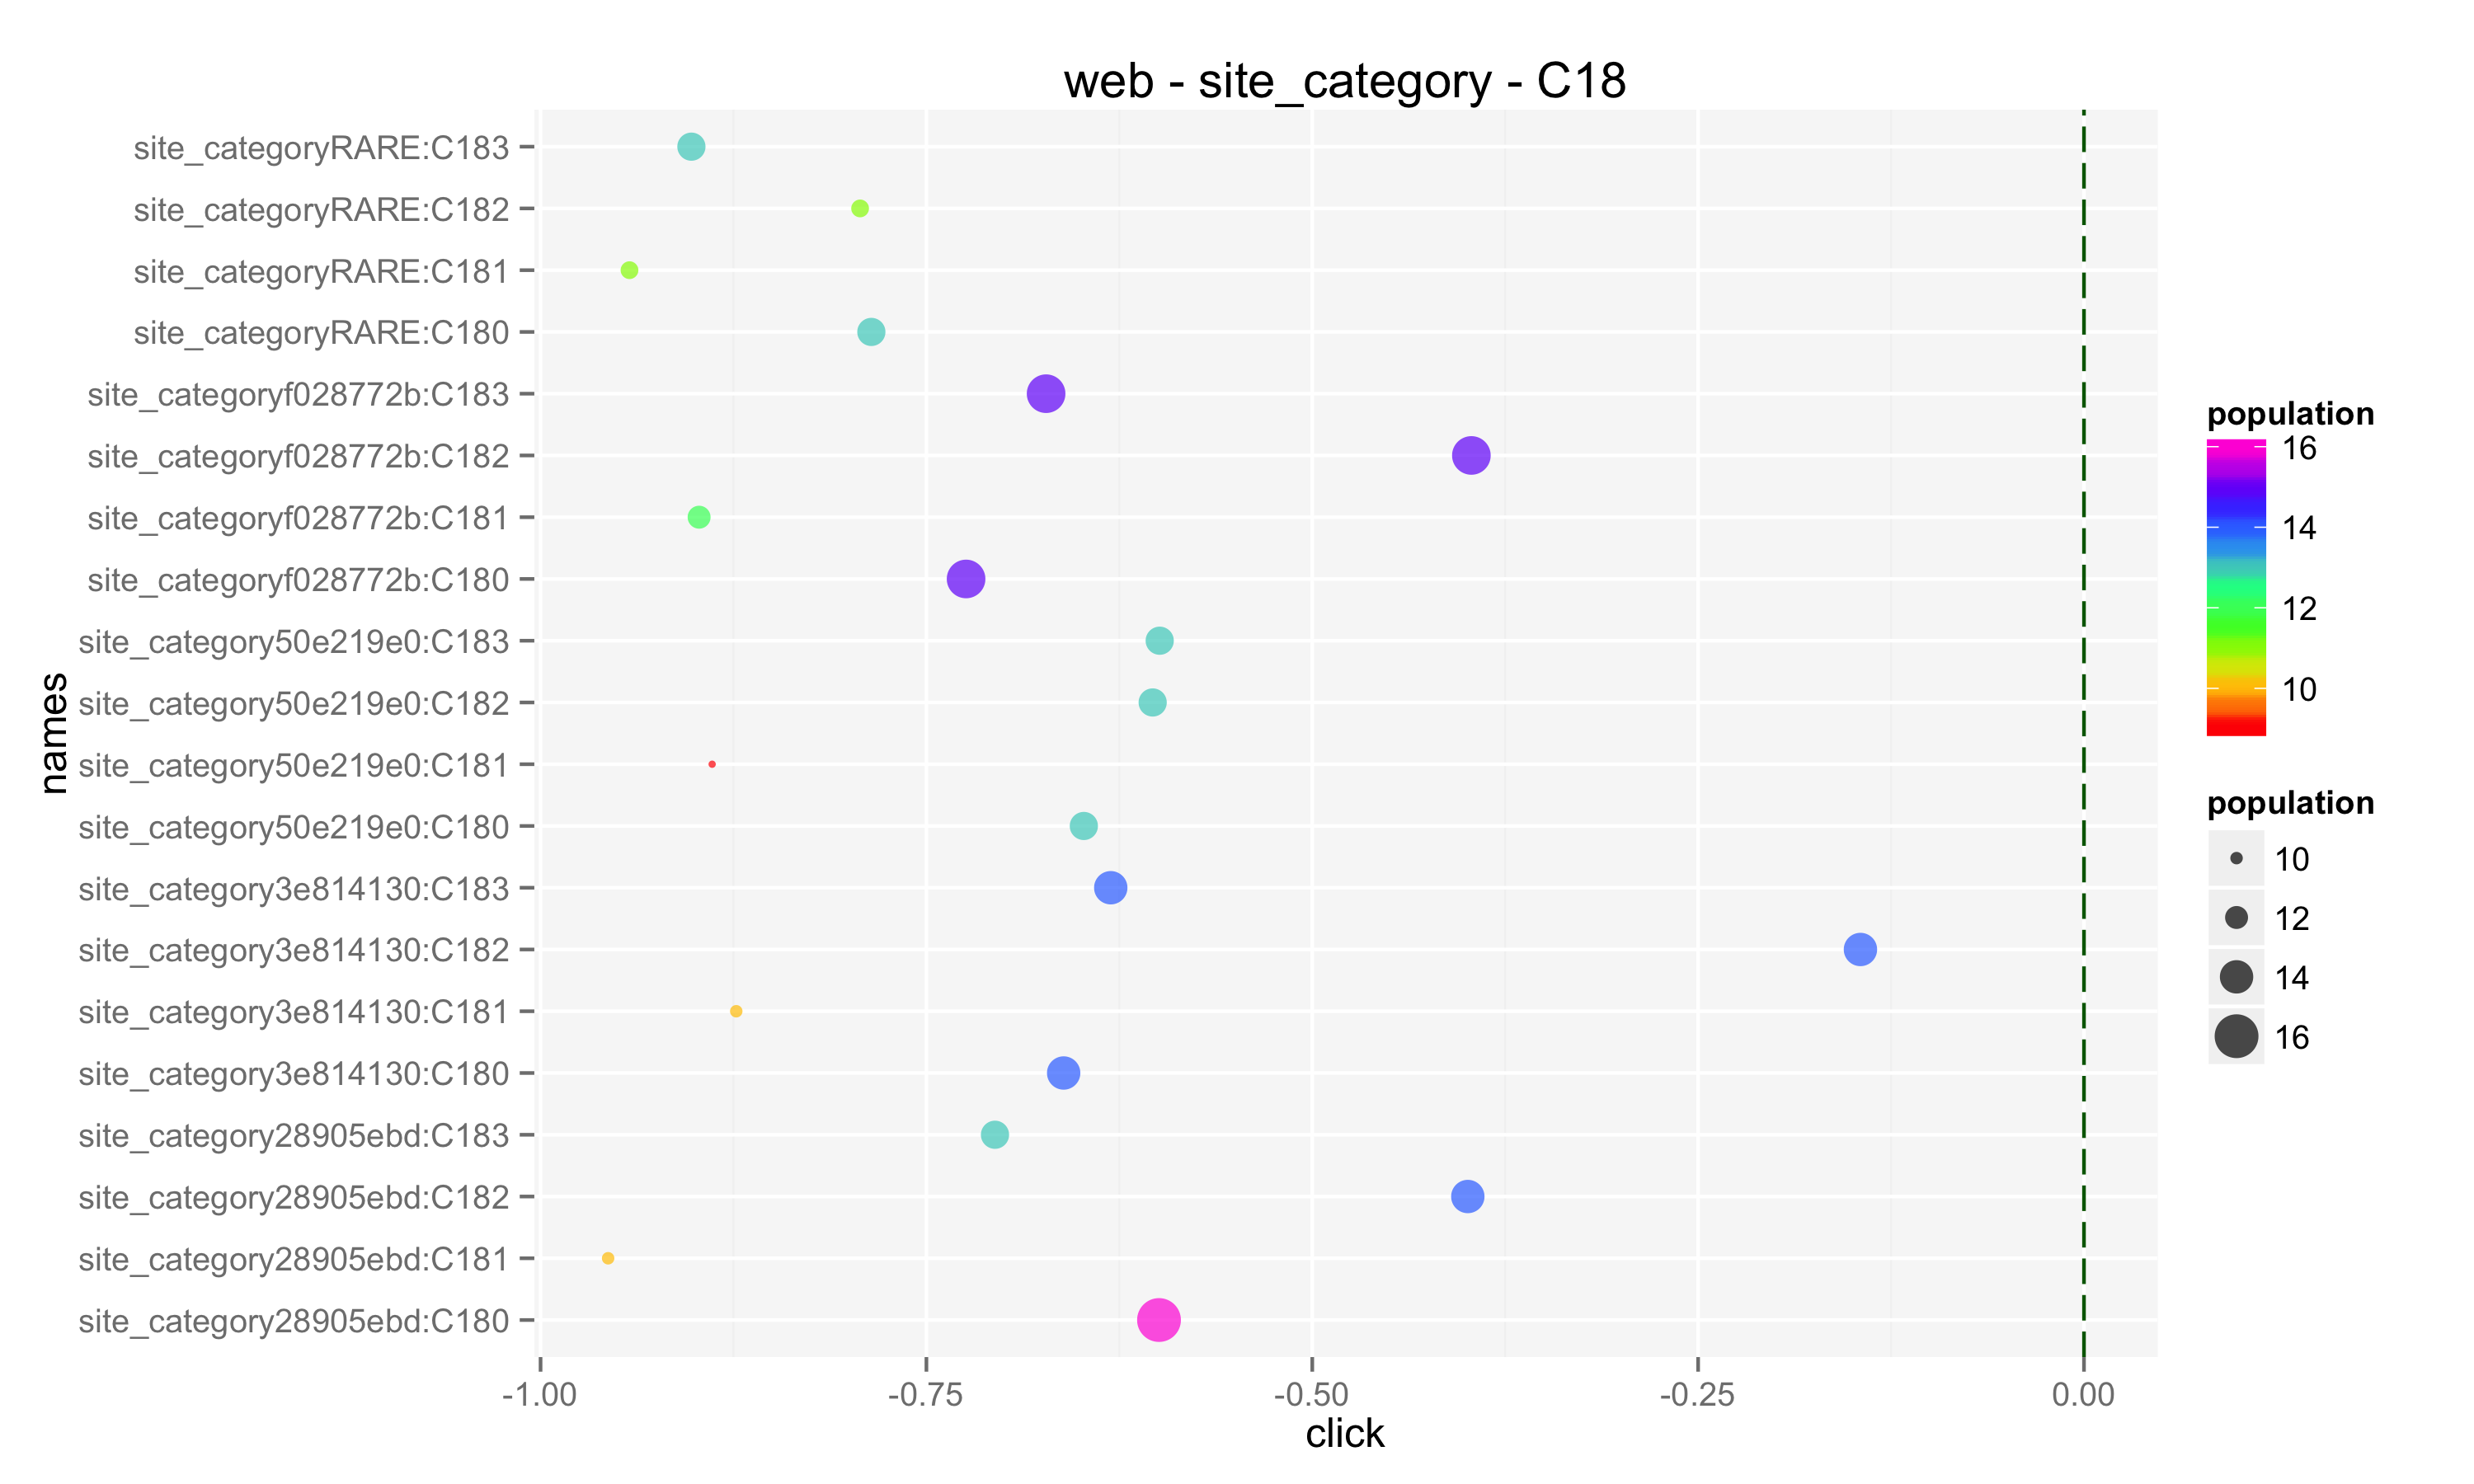 web - site_category - C18
names
site_categoryRARE:C183
site_categoryRARE:C182
site_categoryRARE:C181
site_categoryRARE:C180
site_categoryf028772b:C183
site_categoryf028772b:C182
site_categoryf028772b:C181
site_categoryf028772b:C180
site_category50e219e0:C183
site_category50e219e0:C182
site_category50e219e0:C181
site_category50e219e0:C180
site_category3e814130:C183
site_category3e814130:C182
site_category3e814130:C181
site_category3e814130:C180
site_category28905ebd:C183
site_category28905ebd:C182
site_category28905ebd:C181
site_category28905ebd:C180
-1.00 -0.75 -0.50 -0.25 0.00
click
population
16
14
12
10
population
10
12
14
16